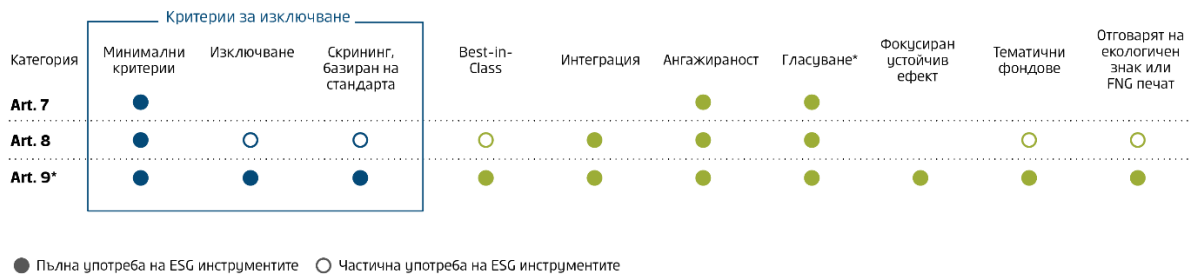 Критерии за изключване
Категория
Минимални
критерии
Изключване
Скрининг,
базиран на
стандарта
Best-in-
Class
Интеграция
Ангажираност
Гласуване*
Фокусиран
устойчив
ефект
Тематични
фондове
Отговарят на
екологичен
знак или
FNG печат
Art. 7
Art. 8
Art. 9*
Пълна употреба на ESG инструментите
Частична употреба на ESG инструментите